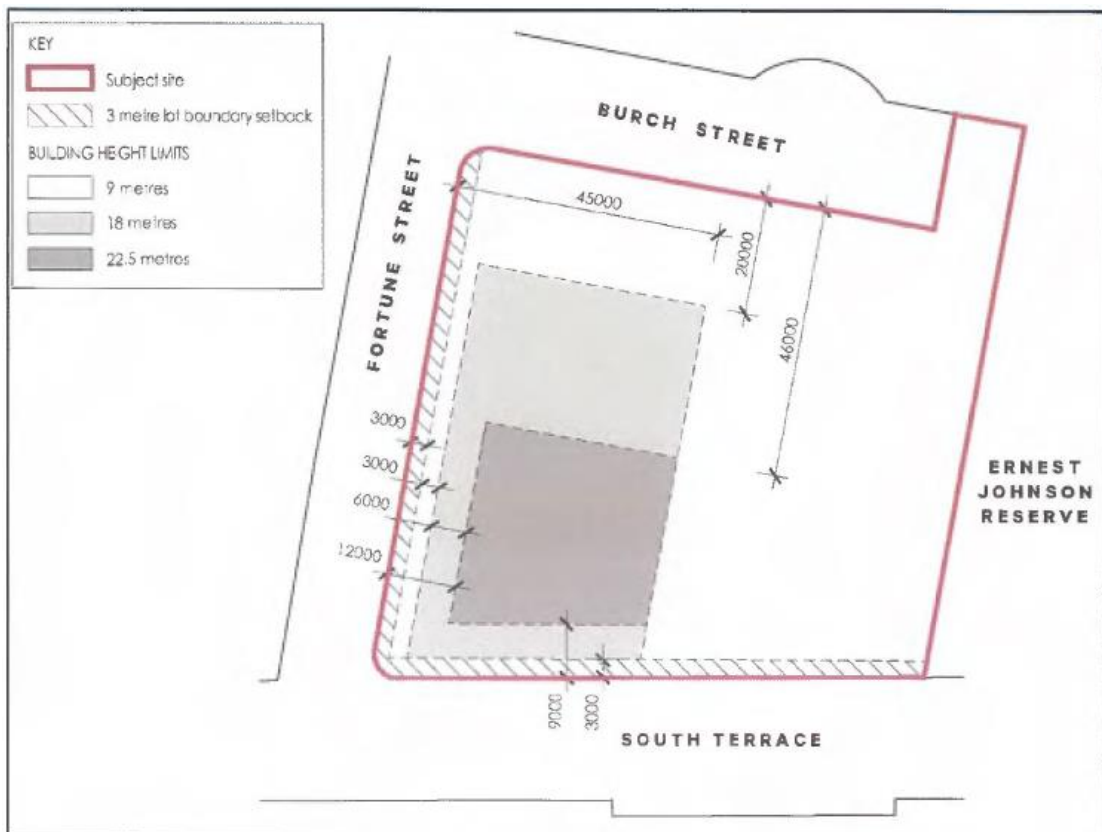 KEY
Subject site
3 metre lot boundary setback
BUILDING HEIGHT LIMITS
9 metres
18 metres
22.5 metres
BURCH STREET
FORTUNE STREET
45000
20000
46000
3000
3000
6000
12000
ERNEST
JOHNSON
RESERVE
9000
3000
SOUTH TERRACE